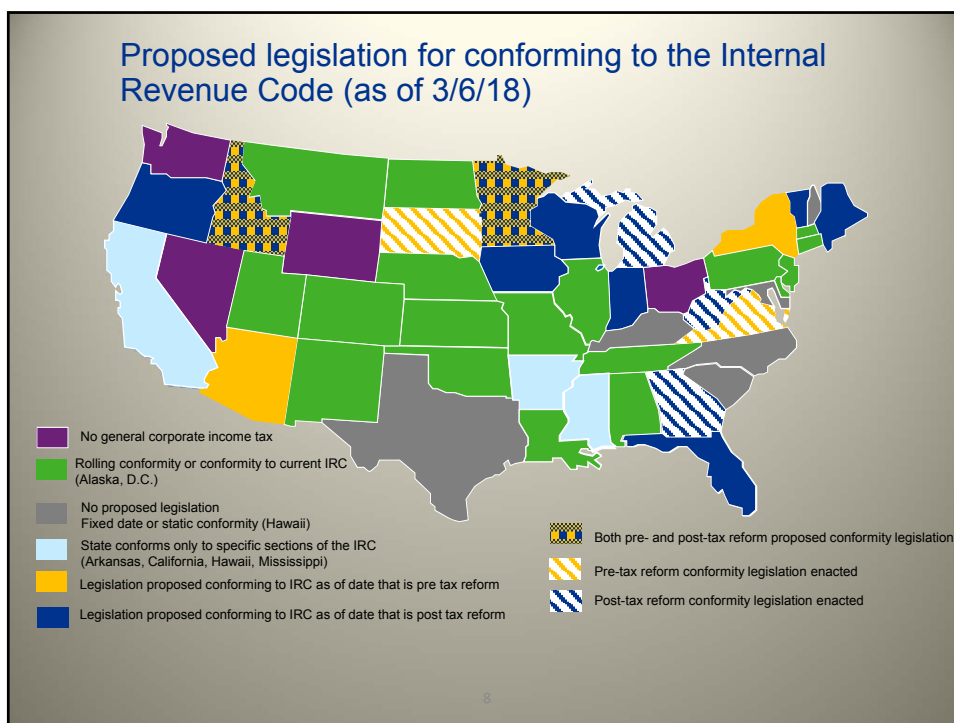 Proposed legislation for conforming to the Internal
Revenue Code (as of 3/6/18)
No general corporate income tax
Rolling conformity or conformity to current IRC
(Alaska, D.C.)
No proposed legislation
Fixed date or static conformity (Hawaii)
State conforms only to specific sections of the IRC
(Arkansas, California, Hawaii, Mississippi)
Legislation proposed conforming to IRC as of date that is pre tax reform
Legislation proposed conforming to IRC as of date that is post tax reform
Both pre- and post-tax reform proposed conformity legislation
Pre-tax reform conformity legislation enacted
Post-tax reform conformity legislation enacted
8